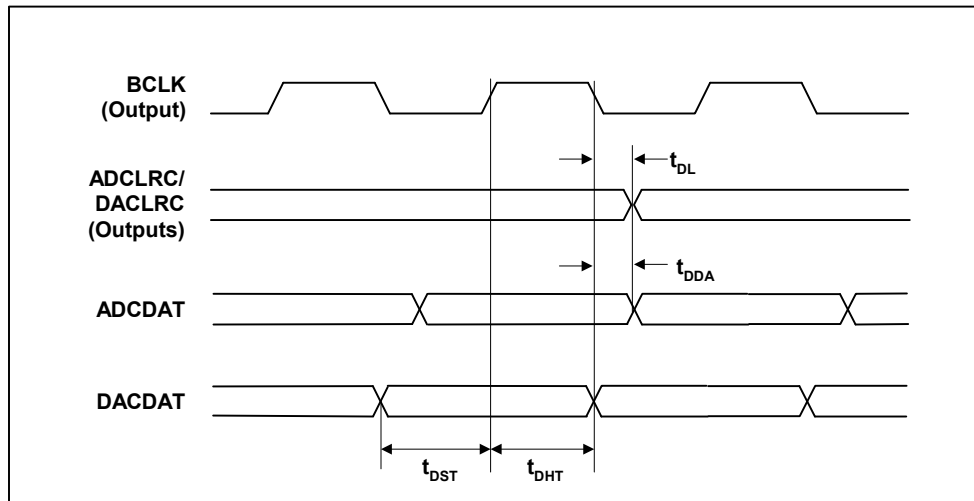 BCLK
(Output)
t_DL
ADCLRC/
DACLRC
(Outputs)
t_DDA
ADCDAT
DACDAT
t_DST
t_DHT